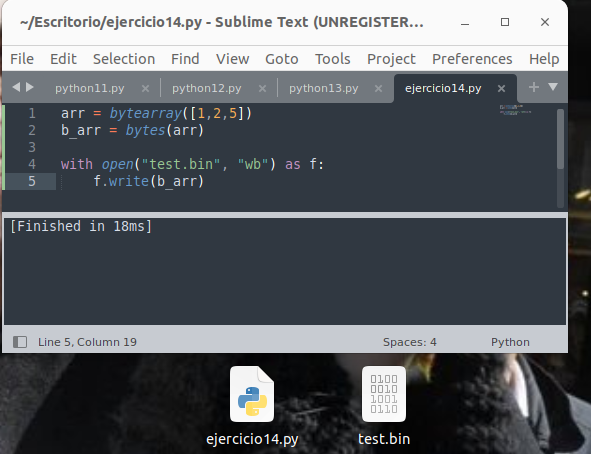 ~/Escritorio/ejercicio14.py - Sublime Text (UNREGISTER...
File Edit Selection Find View Goto Tools Project Preferences Help
python11.py python12.py python13.py ejercicio14.py
1 arr = bytearray([1,2,5])
2 b_arr = bytes(arr)
3
4 with open("test.bin", "wb") as f:
5     f.write(b_arr)
[Finished in 18ms]
Line 5, Column 19 Spaces: 4 Python
0100
0010
1001
0110
ejercicio14.py test.bin